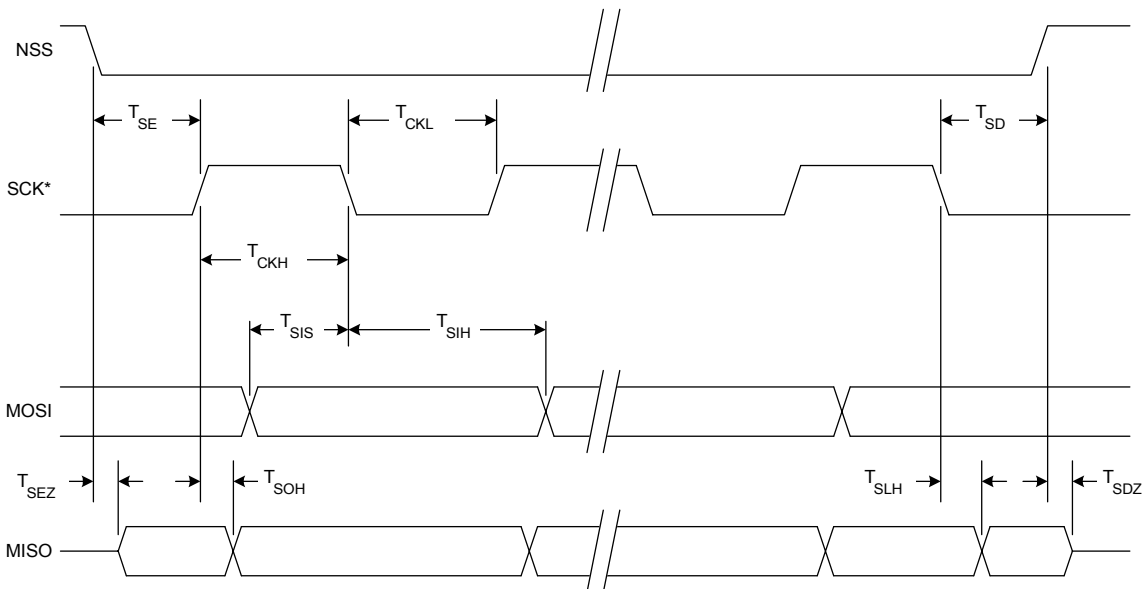 NSS
T_SE
T_CKL
T_SD
SCK*
T_CKH
T_SIS
T_SIH
MOSI
T_SEZ
T_SOH
T_SLH
T_SDZ
MISO